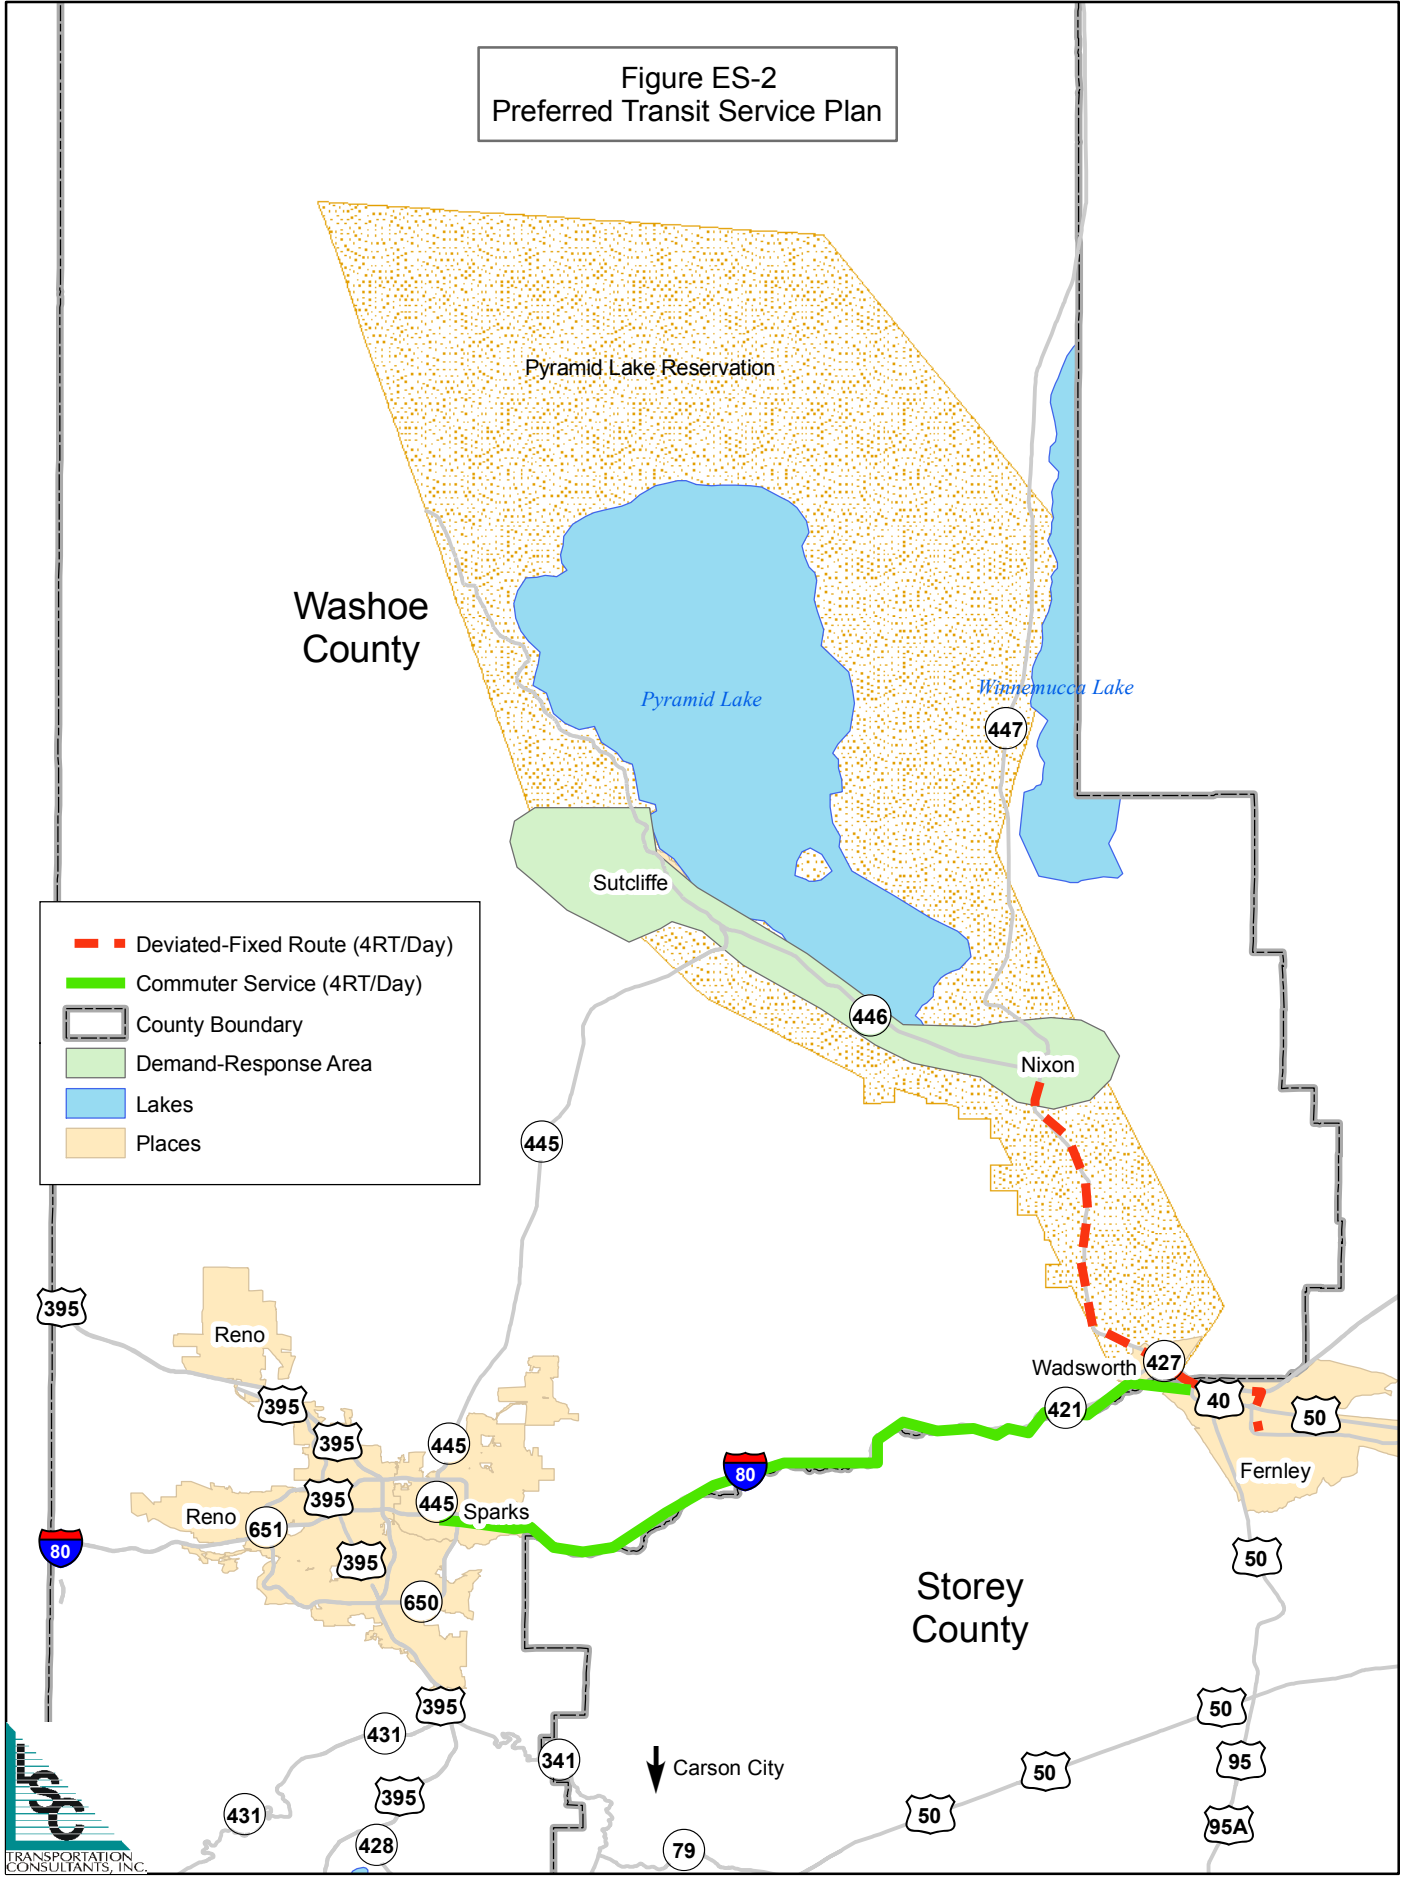 Figure ES-2
Preferred Transit Service Plan
Pyramid Lake Reservation
Washoe
County
Pyramid Lake
Winnemucca Lake
447
Sutcliffe
Deviated-Fixed Route (4RT/Day)
Commuter Service (4RT/Day)
County Boundary
Demand-Response Area
Lakes
Places
446
Nixon
445
395
Reno
Wadsworth
427
395
40
421
50
395
445
Fernley
80
395
445
Sparks
Reno
651
80
395
50
650
Storey
County
395
50
431
341
Carson City
95
50
395
431
50
95A
428
79
LSC
TRANSPORTATION
CONSULTANTS, INC.